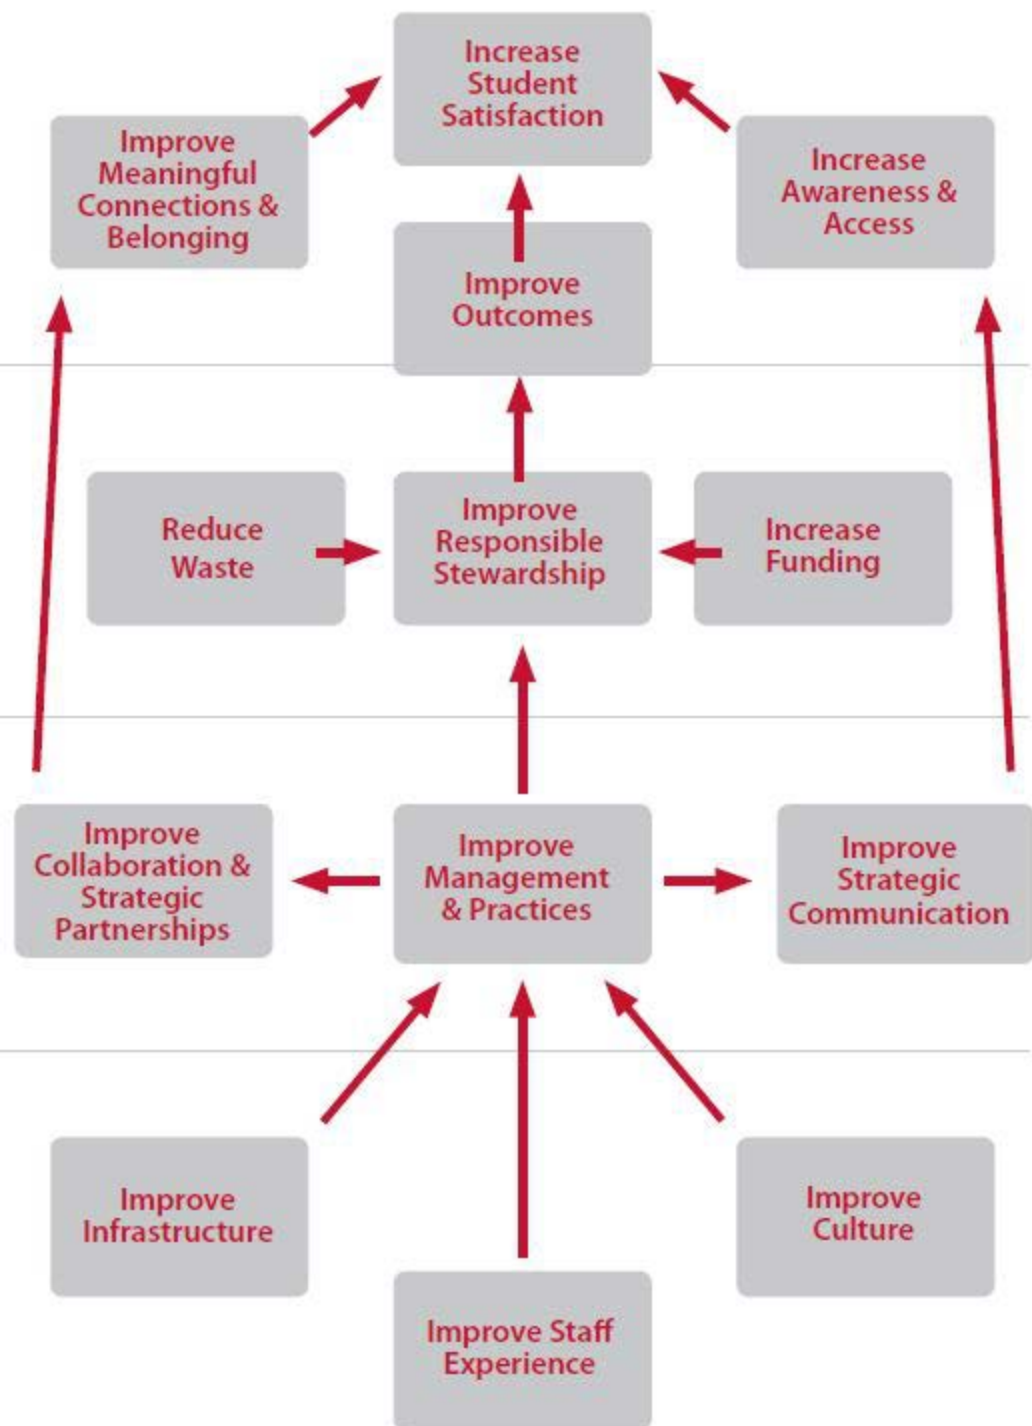 Increase
Student
Satisfaction
Improve
Meaningful
Connections &
Belonging
Increase
Awareness &
Access
Improve
Outcomes
Reduce
Waste
Improve
Responsible
Stewardship
Increase
Funding
Improve
Collaboration &
Strategic
Partnerships
Improve
Management
& Practices
Improve
Strategic
Communication
Improve
Infrastructure
Improve
Culture
Improve Staff
Experience